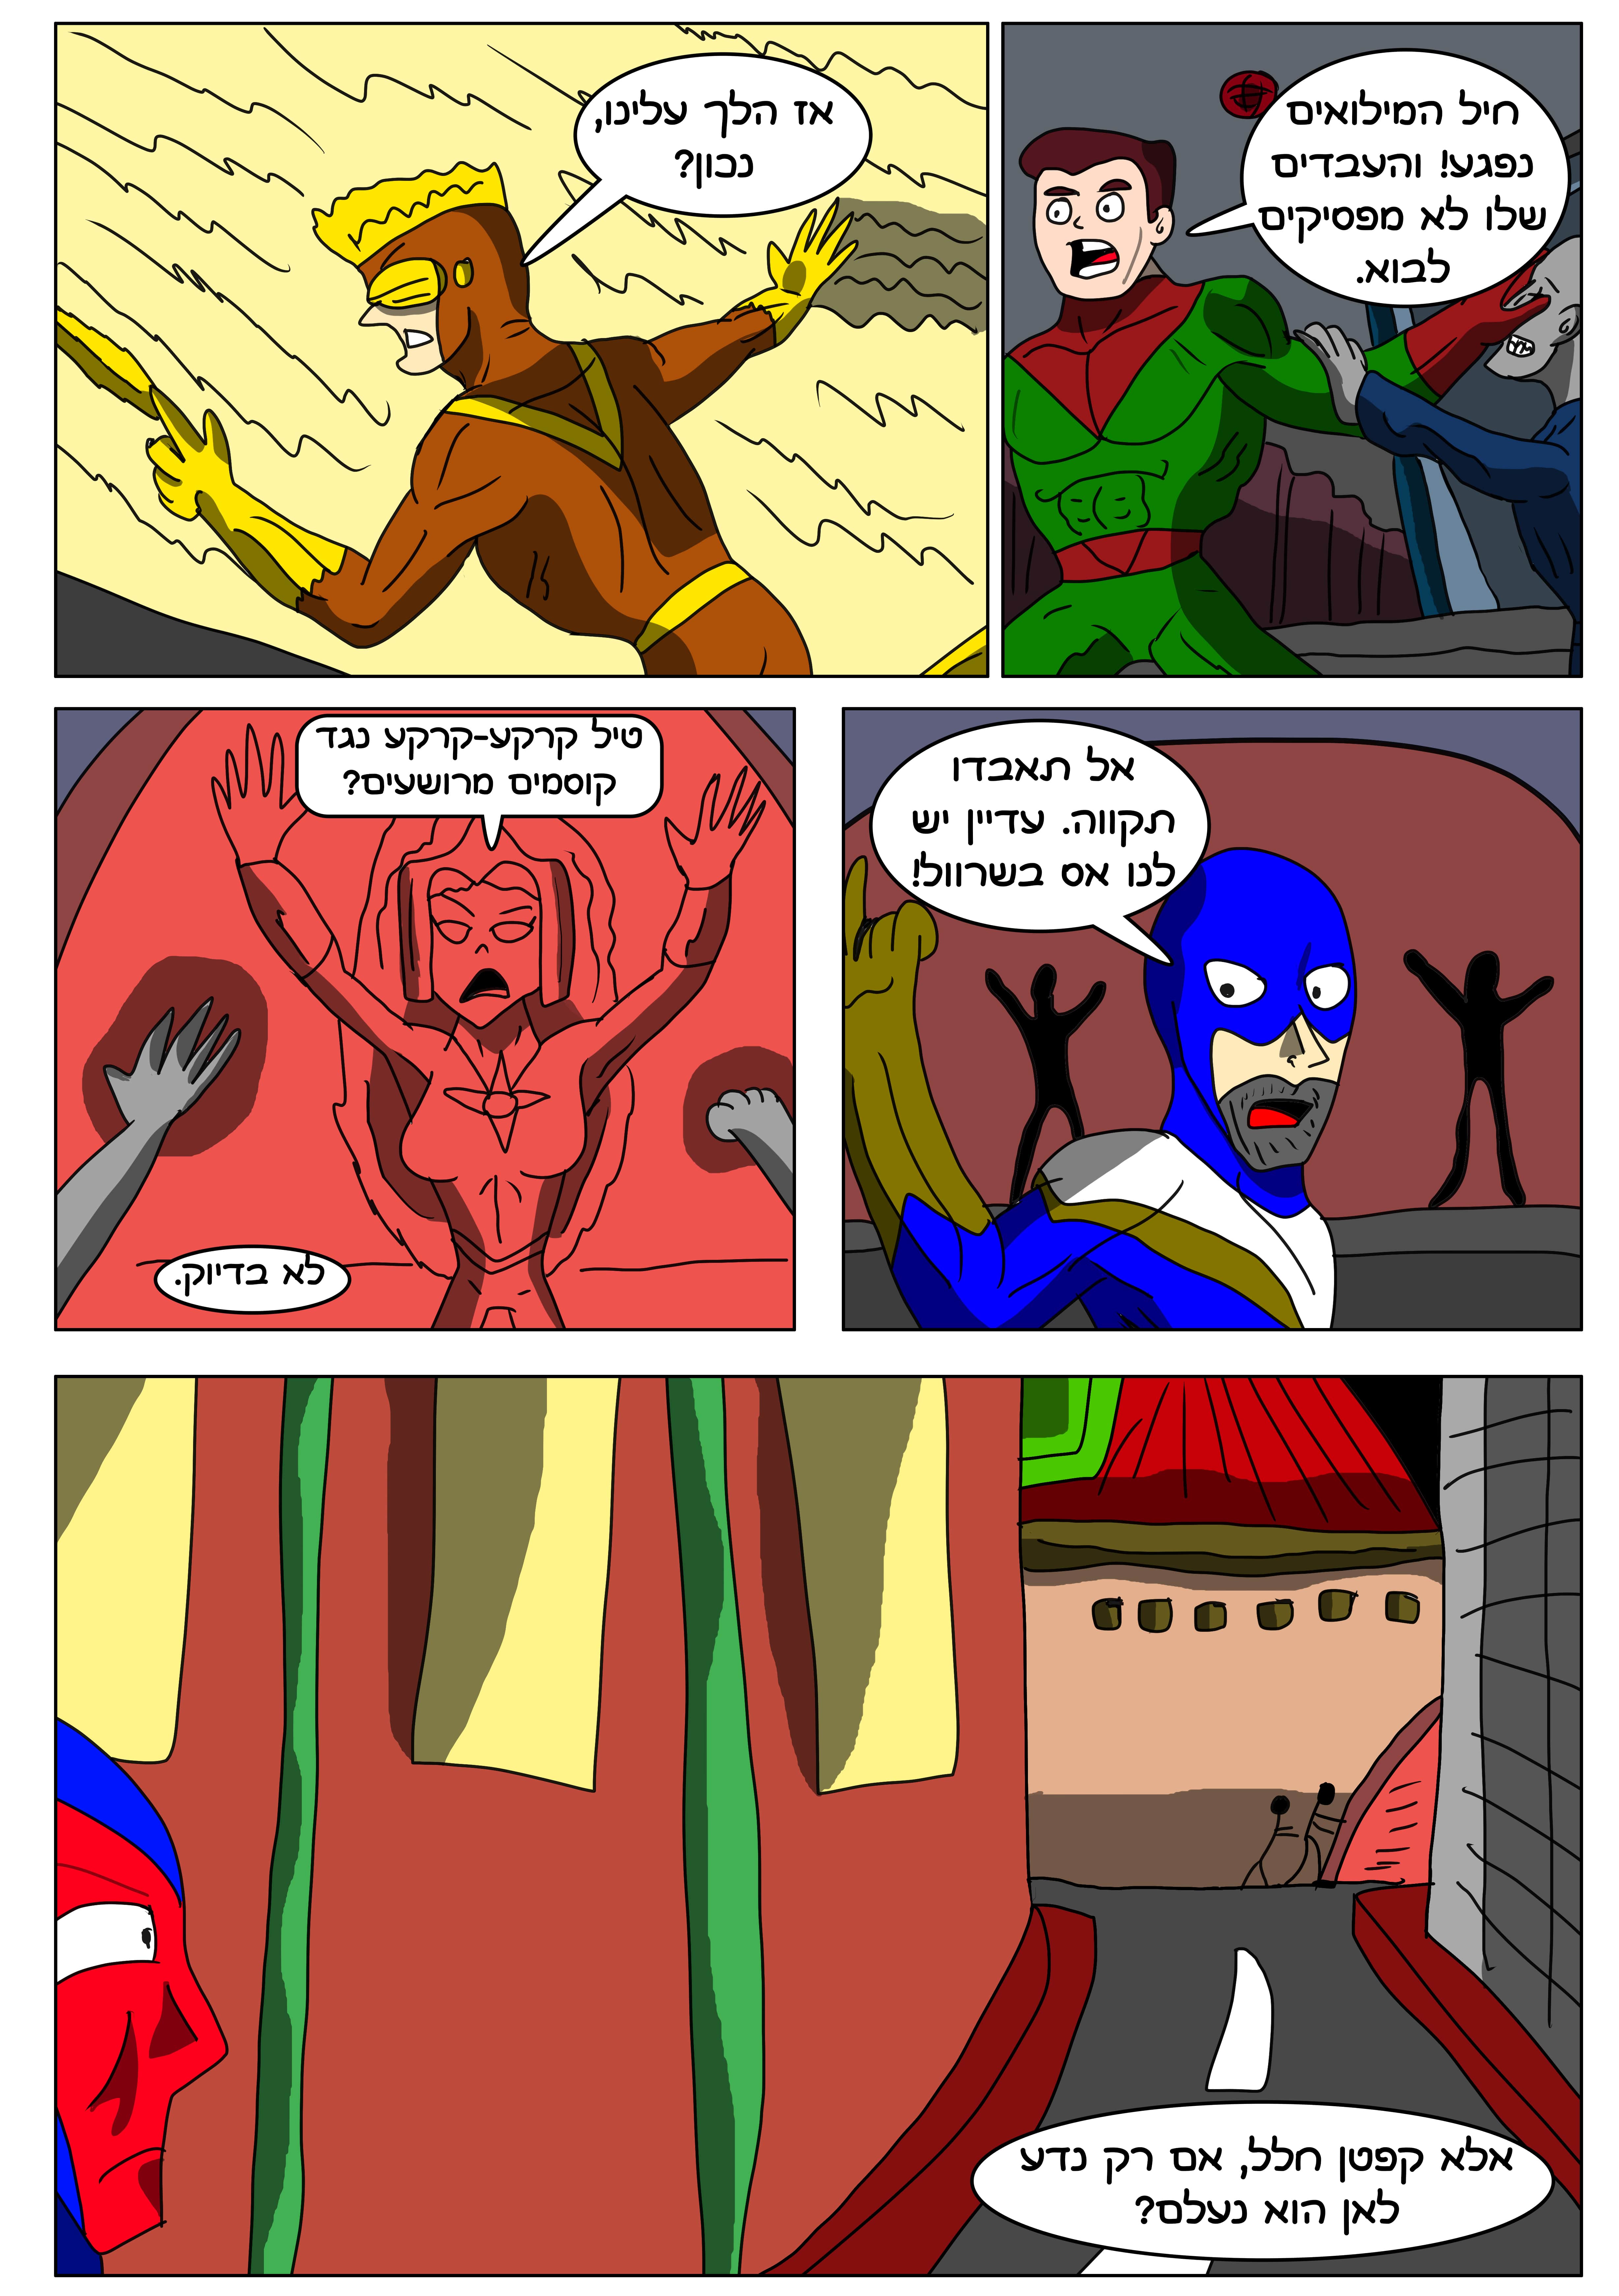 חיל המילואים
נפגע! והעבדים
שלו לא מפסיקים
לבוא.
אז הלך עלינו,
נכון?
אל תאבדו
תקווה. עדיין יש
לנו אס בשרוול!
טיל קרקע-קרקע נגד
קוסמים מרושעים?
לא בדיוק.
אלא קפטן חלל, אם רק נדע
לאן הוא נעלם?